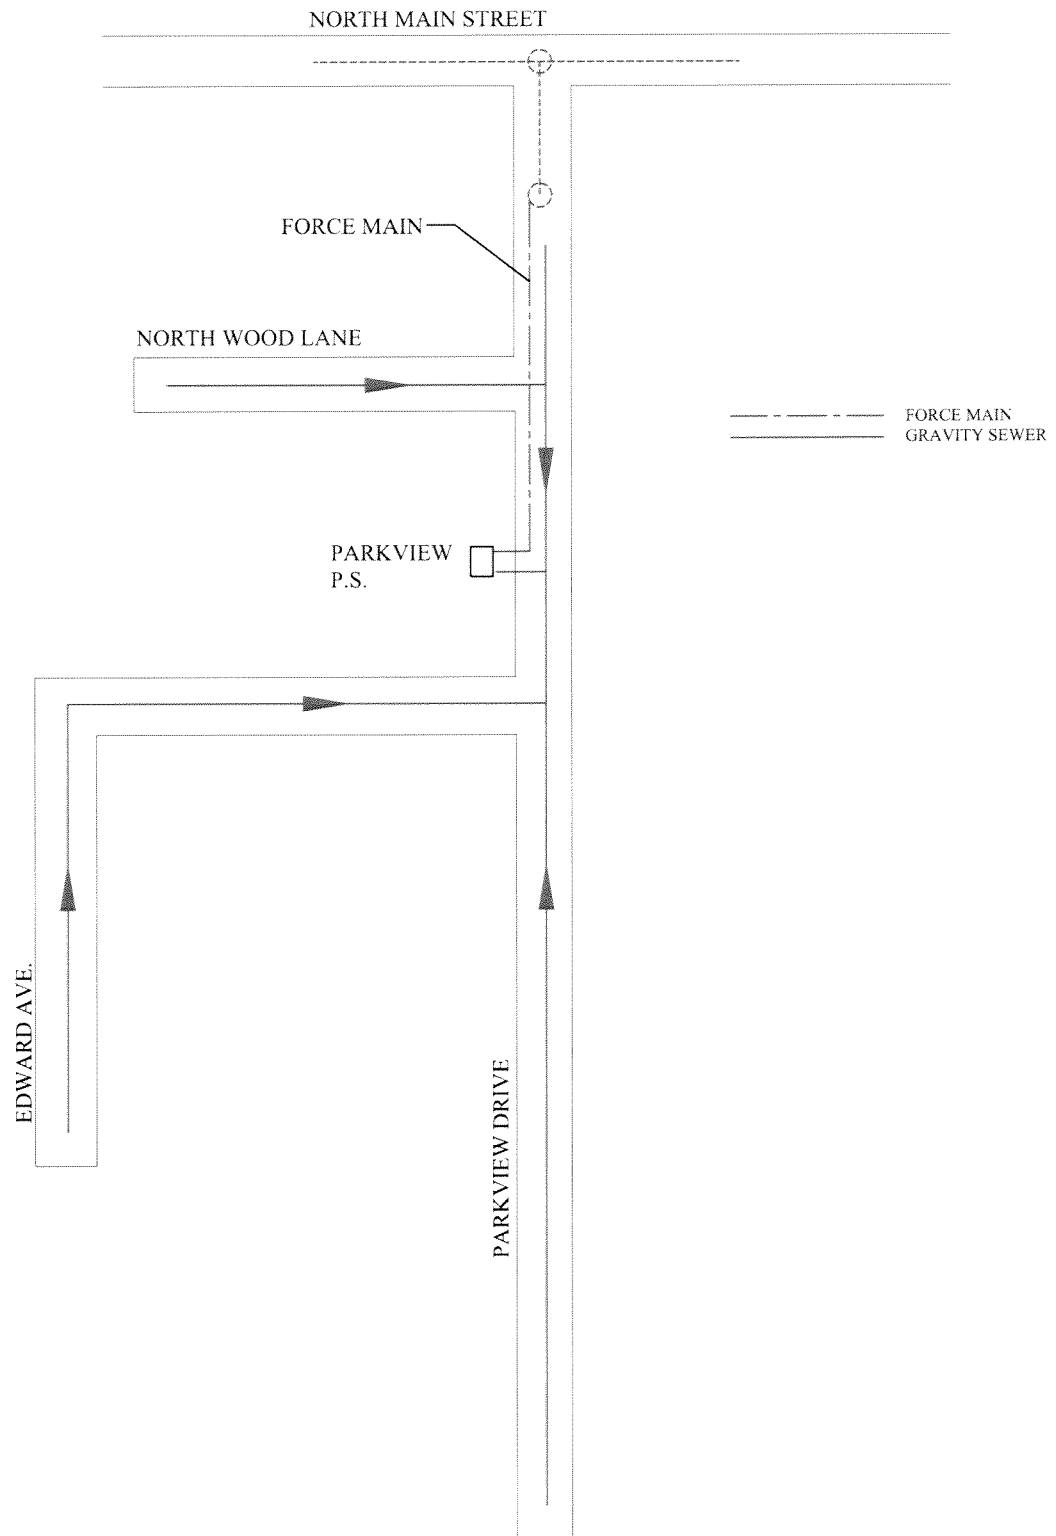 NORTH MAIN STREET
FORCE MAIN
NORTH WOOD LANE
FORCE MAIN
GRAVITY SEWER
PARKVIEW
P.S.
EDWARD AVE.
PARKVIEW DRIVE